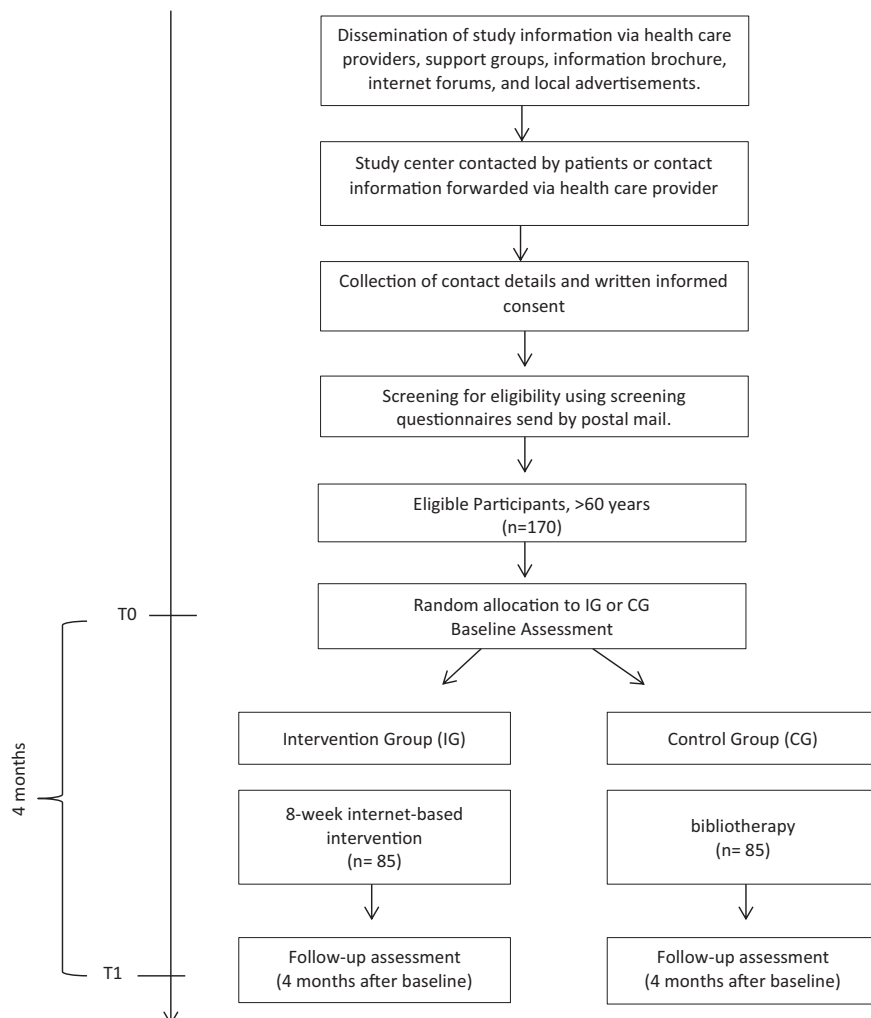 Dissemination of study information via health care
providers, support groups, information brochure,
internet forums, and local advertisements.
Study center contacted by patients or contact
information forwarded via health care provider
Collection of contact details and written informed
consent
Screening for eligibility using screening
questionnaires send by postal mail.
Eligible Participants, >60 years
(n=170)
T0
Random allocation to IG or CG
Baseline Assessment
4 months
Intervention Group (IG)
Control Group (CG)
8-week internet-based
intervention
(n= 85)
bibliotherapy
(n= 85)
T1
Follow-up assessment
(4 months after baseline)
Follow-up assessment
(4 months after baseline)